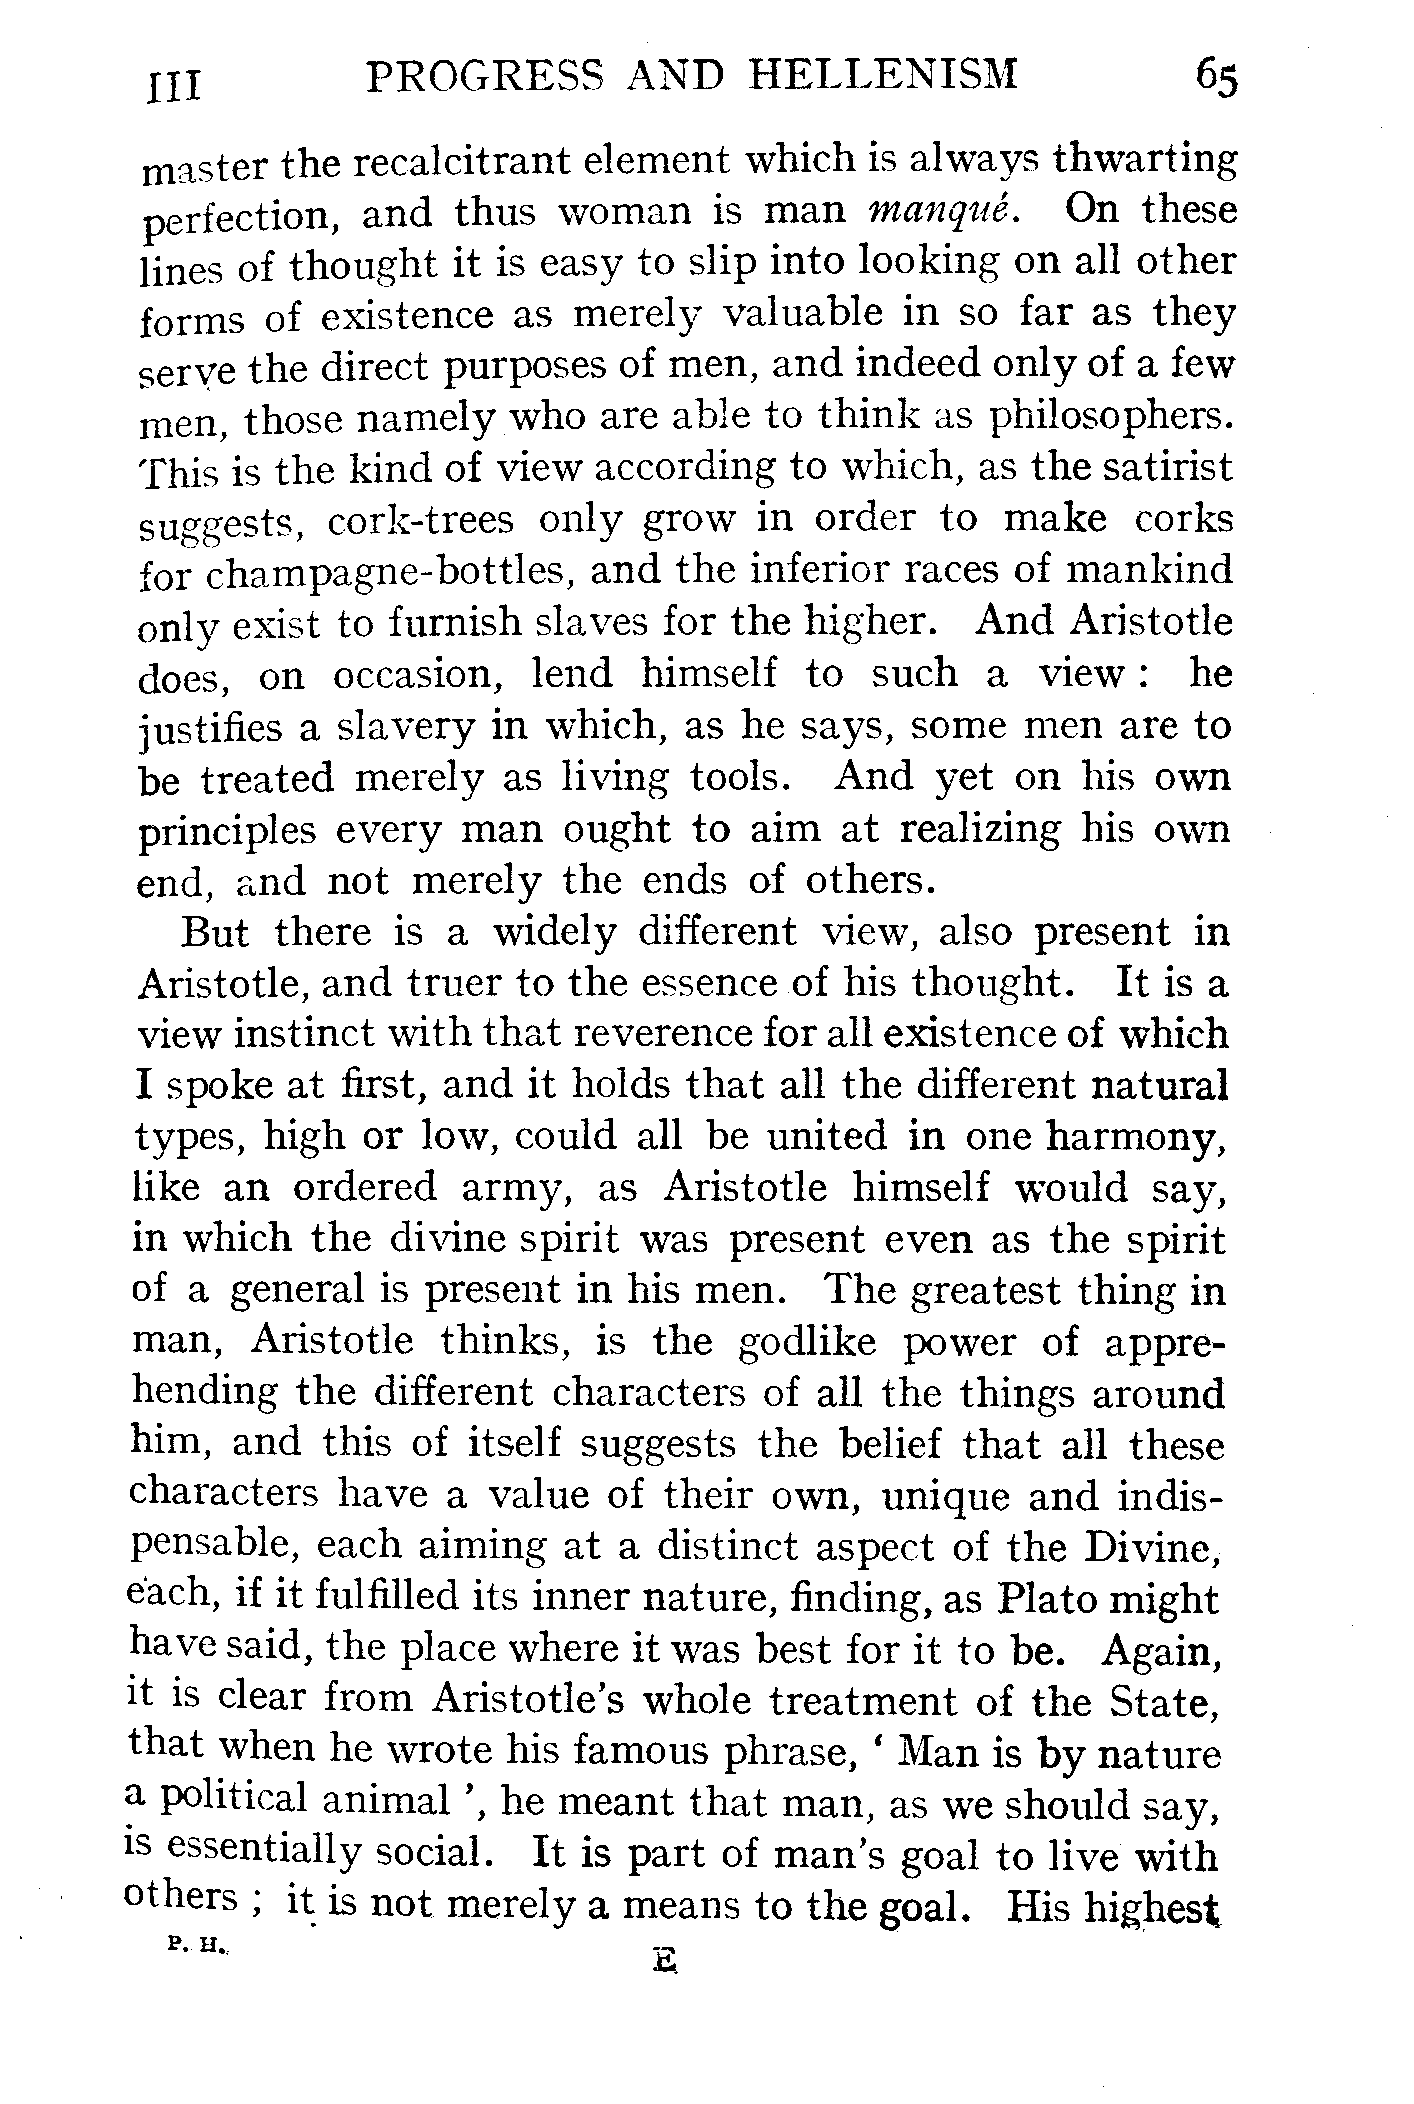 III PROGRESS AND HELLENISM 65
master the recalcitrant element which is always thwarting
perfection, and thus woman is man manqué. On these
lines of thought it is easy to slip into looking on all other
forms of existence as merely valuable in so far as they
serve the direct purposes of men, and indeed only of a few
men, those namely who are able to think as philosophers.
This is the kind of view according to which, as the satirist
suggests, cork-trees only grow in order to make corks
for champagne-bottles, and the inferior races of mankind
only exist to furnish slaves for the higher. And Aristotle
does, on occasion, lend himself to such a view : he
justifies a slavery in which, as he says, some men are to
be treated merely as living tools. And yet on his own
principles every man ought to aim at realizing his own
end, and not merely the ends of others.
But there is a widely different view, also present in
Aristotle, and truer to the essence of his thought. It is a
view instinct with that reverence for all existence of which
I spoke at first, and it holds that all the different natural
types, high or low, could all be united in one harmony,
like an ordered army, as Aristotle himself would say,
in which the divine spirit was present even as the spirit
of a general is present in his men. The greatest thing in
man, Aristotle thinks, is the godlike power of appre-
hending the different characters of all the things around
him, and this of itself suggests the belief that all these
characters have a value of their own, unique and indis-
pensable, each aiming at a distinct aspect of the Divine,
each, if it fulfilled its inner nature, finding, as Plato might
have said, the place where it was best for it to be. Again,
it is clear from Aristotle's whole treatment of the State,
that when he wrote his famous phrase, ‘ Man is by nature
a political animal ’, he meant that man, as we should say,
is essentially social. It is part of man's goal to live with
others ; it is not merely a means to the goal. His highest
P. H.
E